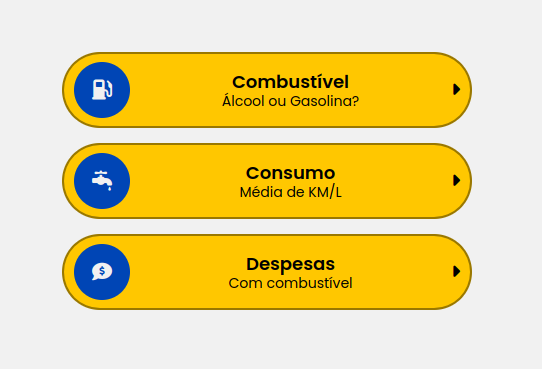 Combustível
Álcool ou Gasolina?
Consumo
Média de KM/L
Despesas
Com combustível